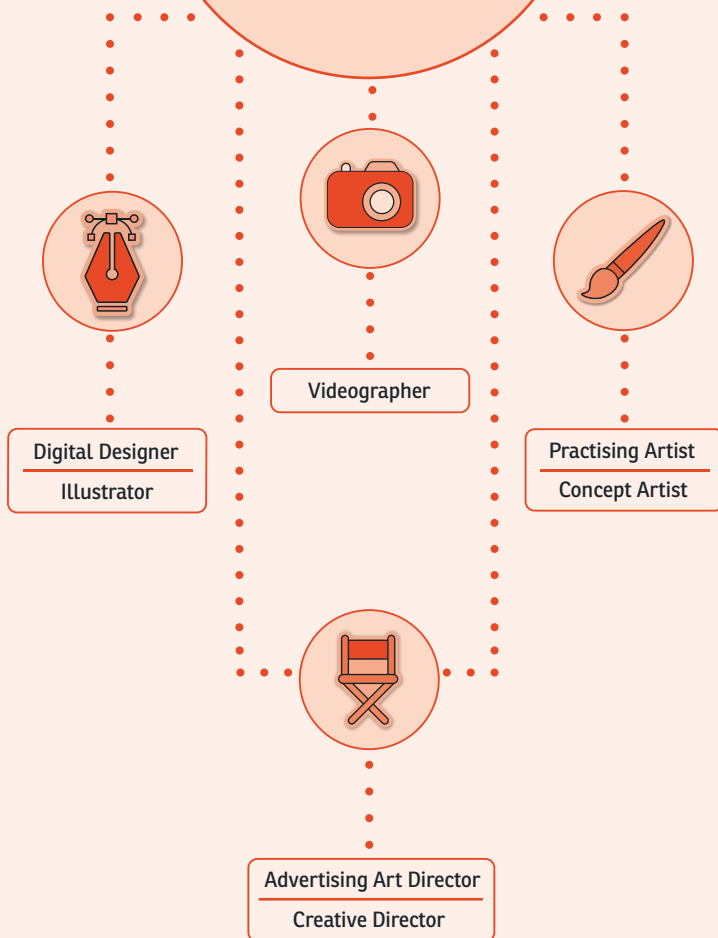 Videographer
Digital Designer
Illustrator
Practising Artist
Concept Artist
Advertising Art Director
Creative Director